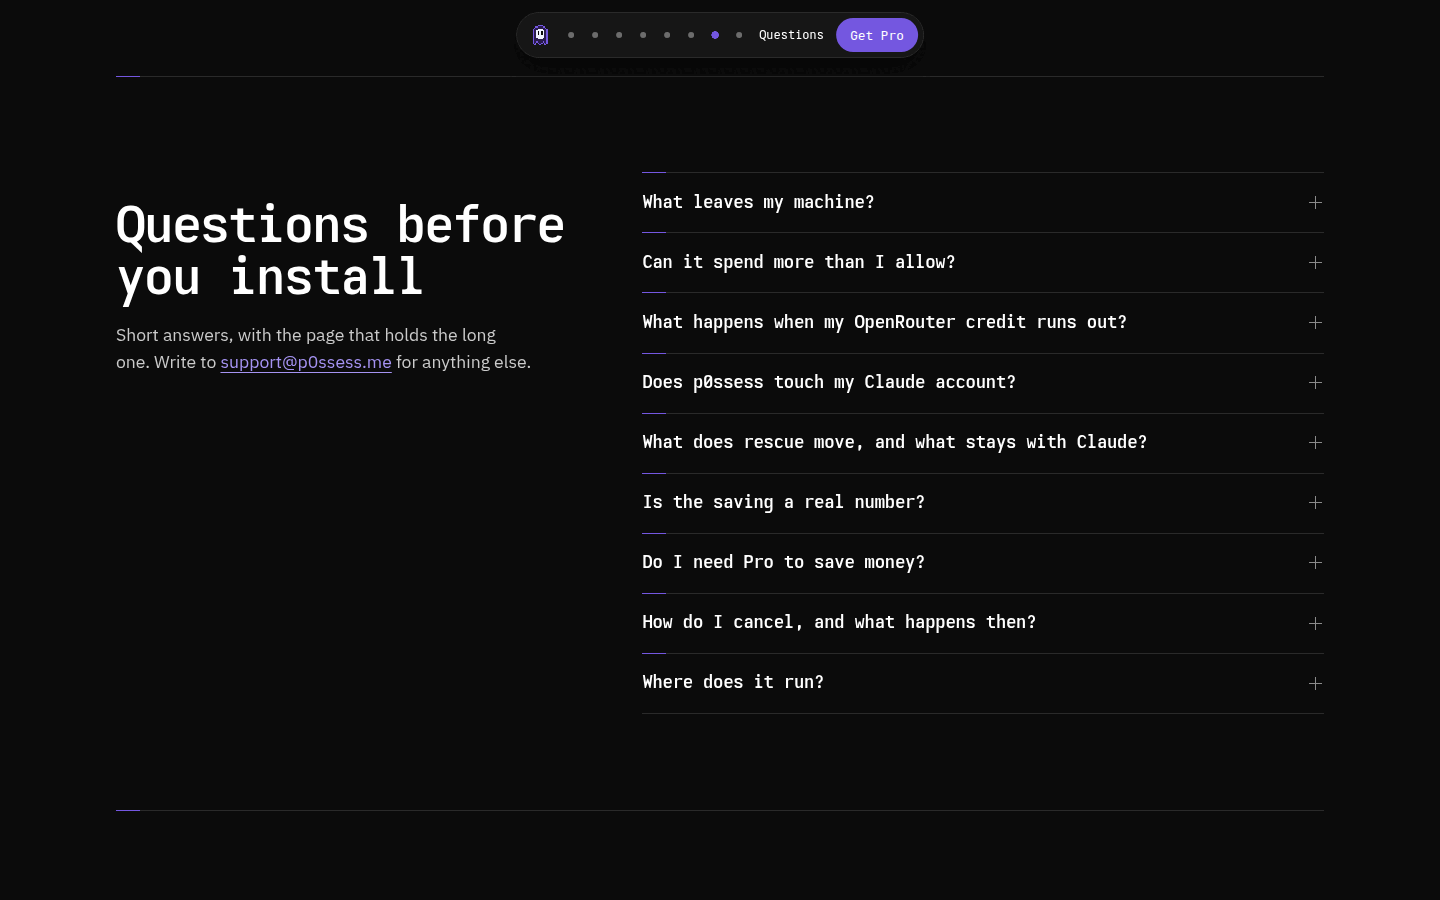 Questions
Get Pro
Questions before
you install
Short answers, with the page that holds the long
one. Write to support@p0ssess.me for anything else.
What leaves my machine?
Can it spend more than I allow?
What happens when my OpenRouter credit runs out?
Does p0ssess touch my Claude account?
What does rescue move, and what stays with Claude?
Is the saving a real number?
Do I need Pro to save money?
How do I cancel, and what happens then?
Where does it run?